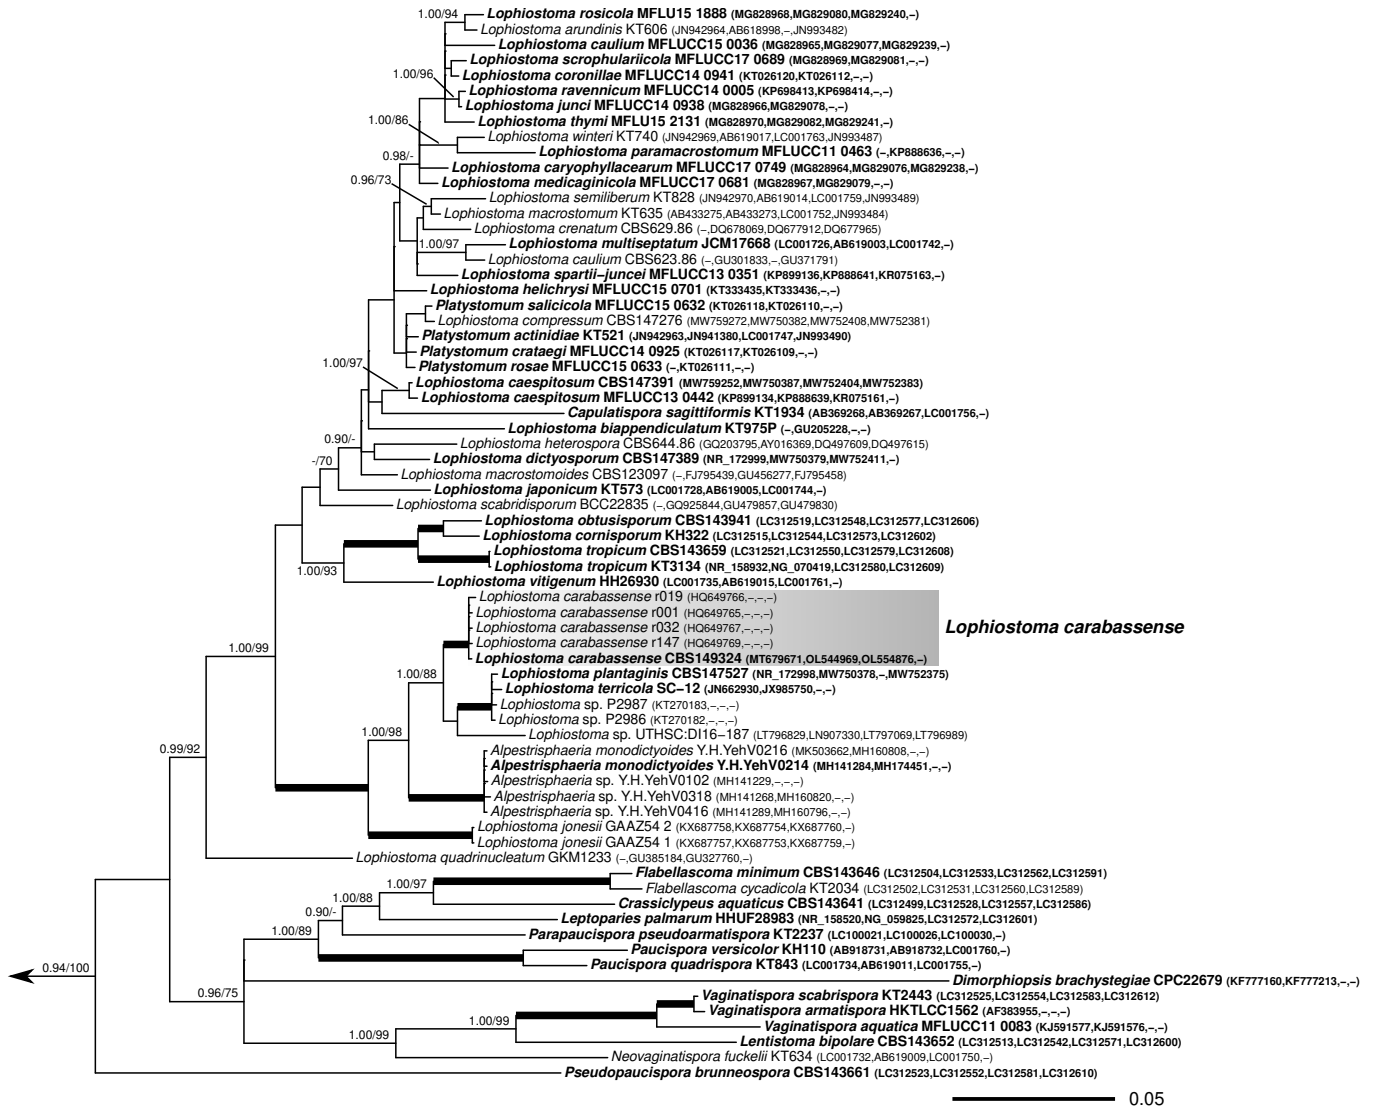 1.00/94
Lophiostoma rosicola MFLU15 1888 (MG828968,MG829080,MG829240,-)
Lophiostoma arundinis KT606 (JN942964,AB618998,-,JN993482)
Lophiostoma caulium MFLUCC15 0036 (MG828965,MG829077,MG829239,-)
Lophiostoma scrophulariicola MFLUCC17 0689 (MG828969,MG829081,-,-)
1.00/96
Lophiostoma coronillae MFLUCC14 0941 (KT026120,KT026112,-,-)
Lophiostoma ravennicum MFLUCC14 0005 (KP698413,KP698414,-,-)
Lophiostoma junci MFLUCC14 0938 (MG828966,MG829078,-,-)
1.00/86
Lophiostoma thymi MFLU15 2131 (MG828970,MG829082,MG829241,-)
Lophiostoma winteri KT740 (JN942969,AB619017,LC001763,JN993487)
0.98/-
Lophiostoma paramacrostomum MFLUCC11 0463 (-,KP888636,-,-)
Lophiostoma caryophyllacearum MFLUCC17 0749 (MG828964,MG829076,MG829238,-)
0.96/73
Lophiostoma medicaginicola MFLUCC17 0681 (MG828967,MG829079,-,-)
Lophiostoma semiliberum KT828 (JN942970,AB619014,LC001759,JN993489)
Lophiostoma macrostomum KT635 (AB433275,AB433273,LC001752,JN993484)
Lophiostoma crenatum CBS629.86 (-,DQ678069,DQ677912,DQ677965)
1.00/97
Lophiostoma multiseptatum JCM17668 (LC001726,AB619003,LC001742,-)
Lophiostoma caulium CBS623.86 (-,GU301833,-,GU371791)
Lophiostoma spartii-juncei MFLUCC13 0351 (KP899136,KP888641,KR075163,-)
Lophiostoma helichrysi MFLUCC15 0701 (KT333435,KT333436,-,-)
Platystomum salicicola MFLUCC15 0632 (KT026118,KT026110,-,-)
Lophiostoma compressum CBS147276 (MW759272,MW750382,MW752408,MW752381)
Platystomum actinidiae KT521 (JN942963,JN941380,LC001747,JN993490)
Platystomum crataegi MFLUCC14 0925 (KT026117,KT026109,-,-)
1.00/97
Platystomum rosae MFLUCC15 0633 (-,KT026111,-,-)
Lophiostoma caespitosum CBS147391 (MW759252,MW750387,MW752404,MW752383)
Lophiostoma caespitosum MFLUCC13 0442 (KP899134,KP888639,KR075161,-)
Capulatispora sagittiformis KT1934 (AB369268,AB369267,LC001756,-)
Lophiostoma biappendiculatum KT975P (-,GU205228,-,-)
0.90/-
Lophiostoma heterospora CBS644.86 (GQ203795,AY016369,DQ497609,DQ497615)
Lophiostoma dictyosporum CBS147389 (NR_172999,MW750379,MW752411,-)
-/70
Lophiostoma macrostomoides CBS123097 (-,FJ795439,GU456277,FJ795458)
Lophiostoma japonicum KT573 (LC001728,AB619005,LC001744,-)
Lophiostoma scabridisporum BCC22835 (-,GQ925844,GU479857,GU479830)
Lophiostoma obtusisporum CBS143941 (LC312519,LC312548,LC312577,LC312606)
Lophiostoma cornisporum KH322 (LC312515,LC312544,LC312573,LC312602)
Lophiostoma tropicum CBS143659 (LC312521,LC312550,LC312579,LC312608)
1.00/93
Lophiostoma tropicum KT3134 (NR_158932,NG_070419,LC312580,LC312609)
Lophiostoma vitigenum HH26930 (LC001735,AB619015,LC001761,-)
Lophiostoma carabassense r019 (HQ649766,-,-,-)
Lophiostoma carabassense r001 (HQ649765,-,-,-)
Lophiostoma carabassense r032 (HQ649767,-,-,-)
Lophiostoma carabassense
Lophiostoma carabassense r147 (HQ649769,-,-,-)
1.00/99
Lophiostoma carabassense CBS149324 (MT679671,OL544969,OL554876,-)
1.00/88
Lophiostoma plantaginis CBS147527 (NR_172998,MW750378,-,MW752375)
Lophiostoma terricola SC-12 (JN662930,JX985750,-,-)
Lophiostoma sp. P2987 (KT270183,-,-,-)
Lophiostoma sp. P2986 (KT270182,-,-,-)
1.00/98
Lophiostoma sp. UTHSC:DI16-187 (LT796829,LN907330,LT797069,LT796989)
0.99/92
Alpestrisphaeria monodictyoides Y.H.YehV0216 (MK503662,MH160808,-,-)
Alpestrisphaeria monodictyoides Y.H.YehV0214 (MH141284,MH174451,-,-)
Alpestrisphaeria sp. Y.H.YehV0102 (MH141229,-,-,-)
Alpestrisphaeria sp. Y.H.YehV0318 (MH141268,MH160820,-,-)
Alpestrisphaeria sp. Y.H.YehV0416 (MH141289,MH160796,-,-)
Lophiostoma jonesii GAAZ54 2 (KX687758,KX687754,KX687760,-)
Lophiostoma jonesii GAAZ54 1 (KX687757,KX687753,KX687759,-)
Lophiostoma quadrinucleatum GKM1233 (-,GU385184,GU327760,-)
Flabellascoma minimum CBS143646 (LC312504,LC312533,LC312562,LC312591)
1.00/97
Flabellascoma cycadicola KT2034 (LC312502,LC312531,LC312560,LC312589)
1.00/88
Crassiclypeus aquaticus CBS143641 (LC312499,LC312528,LC312557,LC312586)
0.90/-
Leptoparies palmarum HHUF28983 (NR_158520,NG_059825,LC312572,LC312601)
1.00/89
Parapaucispora pseudoarmatispora KT2237 (LC100021,LC100026,LC100030,-)
Paucispora versicolor KH110 (AB918731,AB918732,LC001760,-)
0.94/100
Paucispora quadrispora KT843 (LC001734,AB619011,LC001755,-)
Dimorphiopsis brachystegiae CPC22679 (KF777160,KF777213,-,-)
0.96/75
Vaginatispora scabrispora KT2443 (LC312525,LC312554,LC312583,LC312612)
Vaginatispora armatispora HKTLCC1562 (AF383955,-,-,-)
1.00/99
Vaginatispora aquatica MFLUCC11 0083 (KJ591577,KJ591576,-,-)
1.00/99
Lentistoma bipolare CBS143652 (LC312513,LC312542,LC312571,LC312600)
Neovaginatispora fuckelii KT634 (LC001732,AB619009,LC001750,-)
Pseudopaucispora brunneospora CBS143661 (LC312523,LC312552,LC312581,LC312610)
0.05